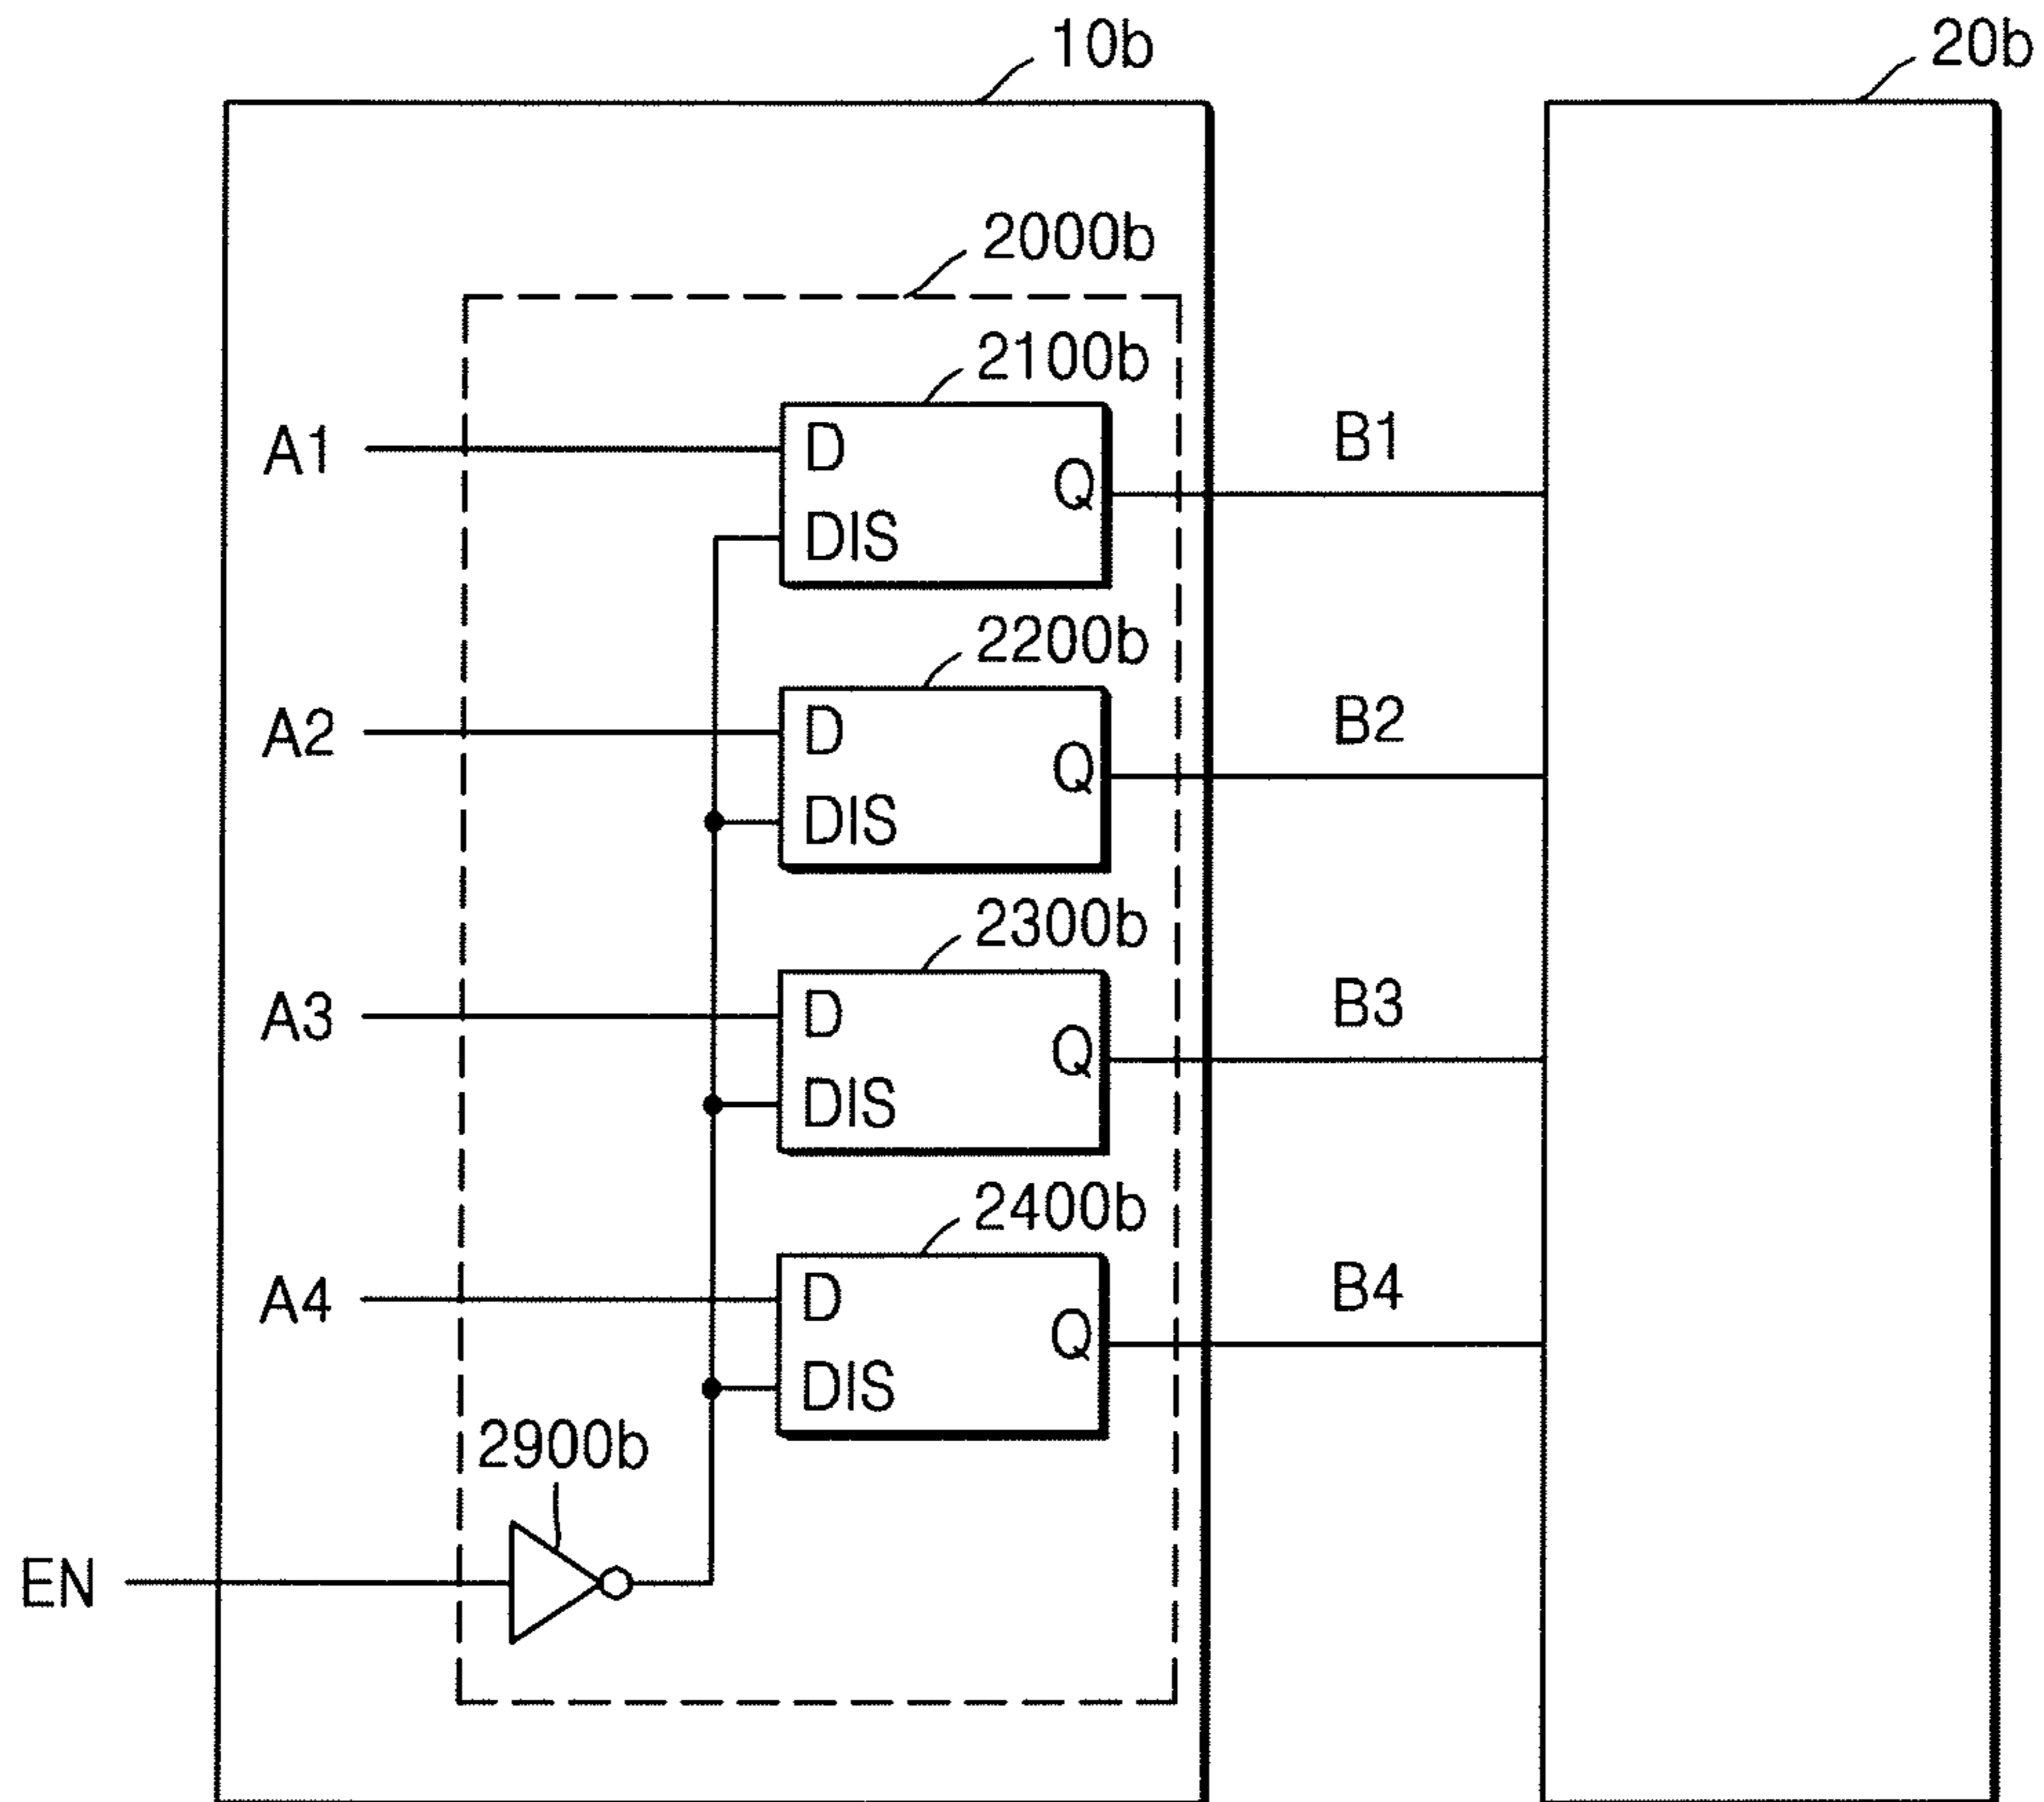 10b
20b
2000b
2100b
A1
D
Q
DIS
B1
2200b
A2
D
Q
DIS
B2
2300b
A3
D
Q
DIS
B3
2400b
A4
D
Q
DIS
B4
2900b
EN